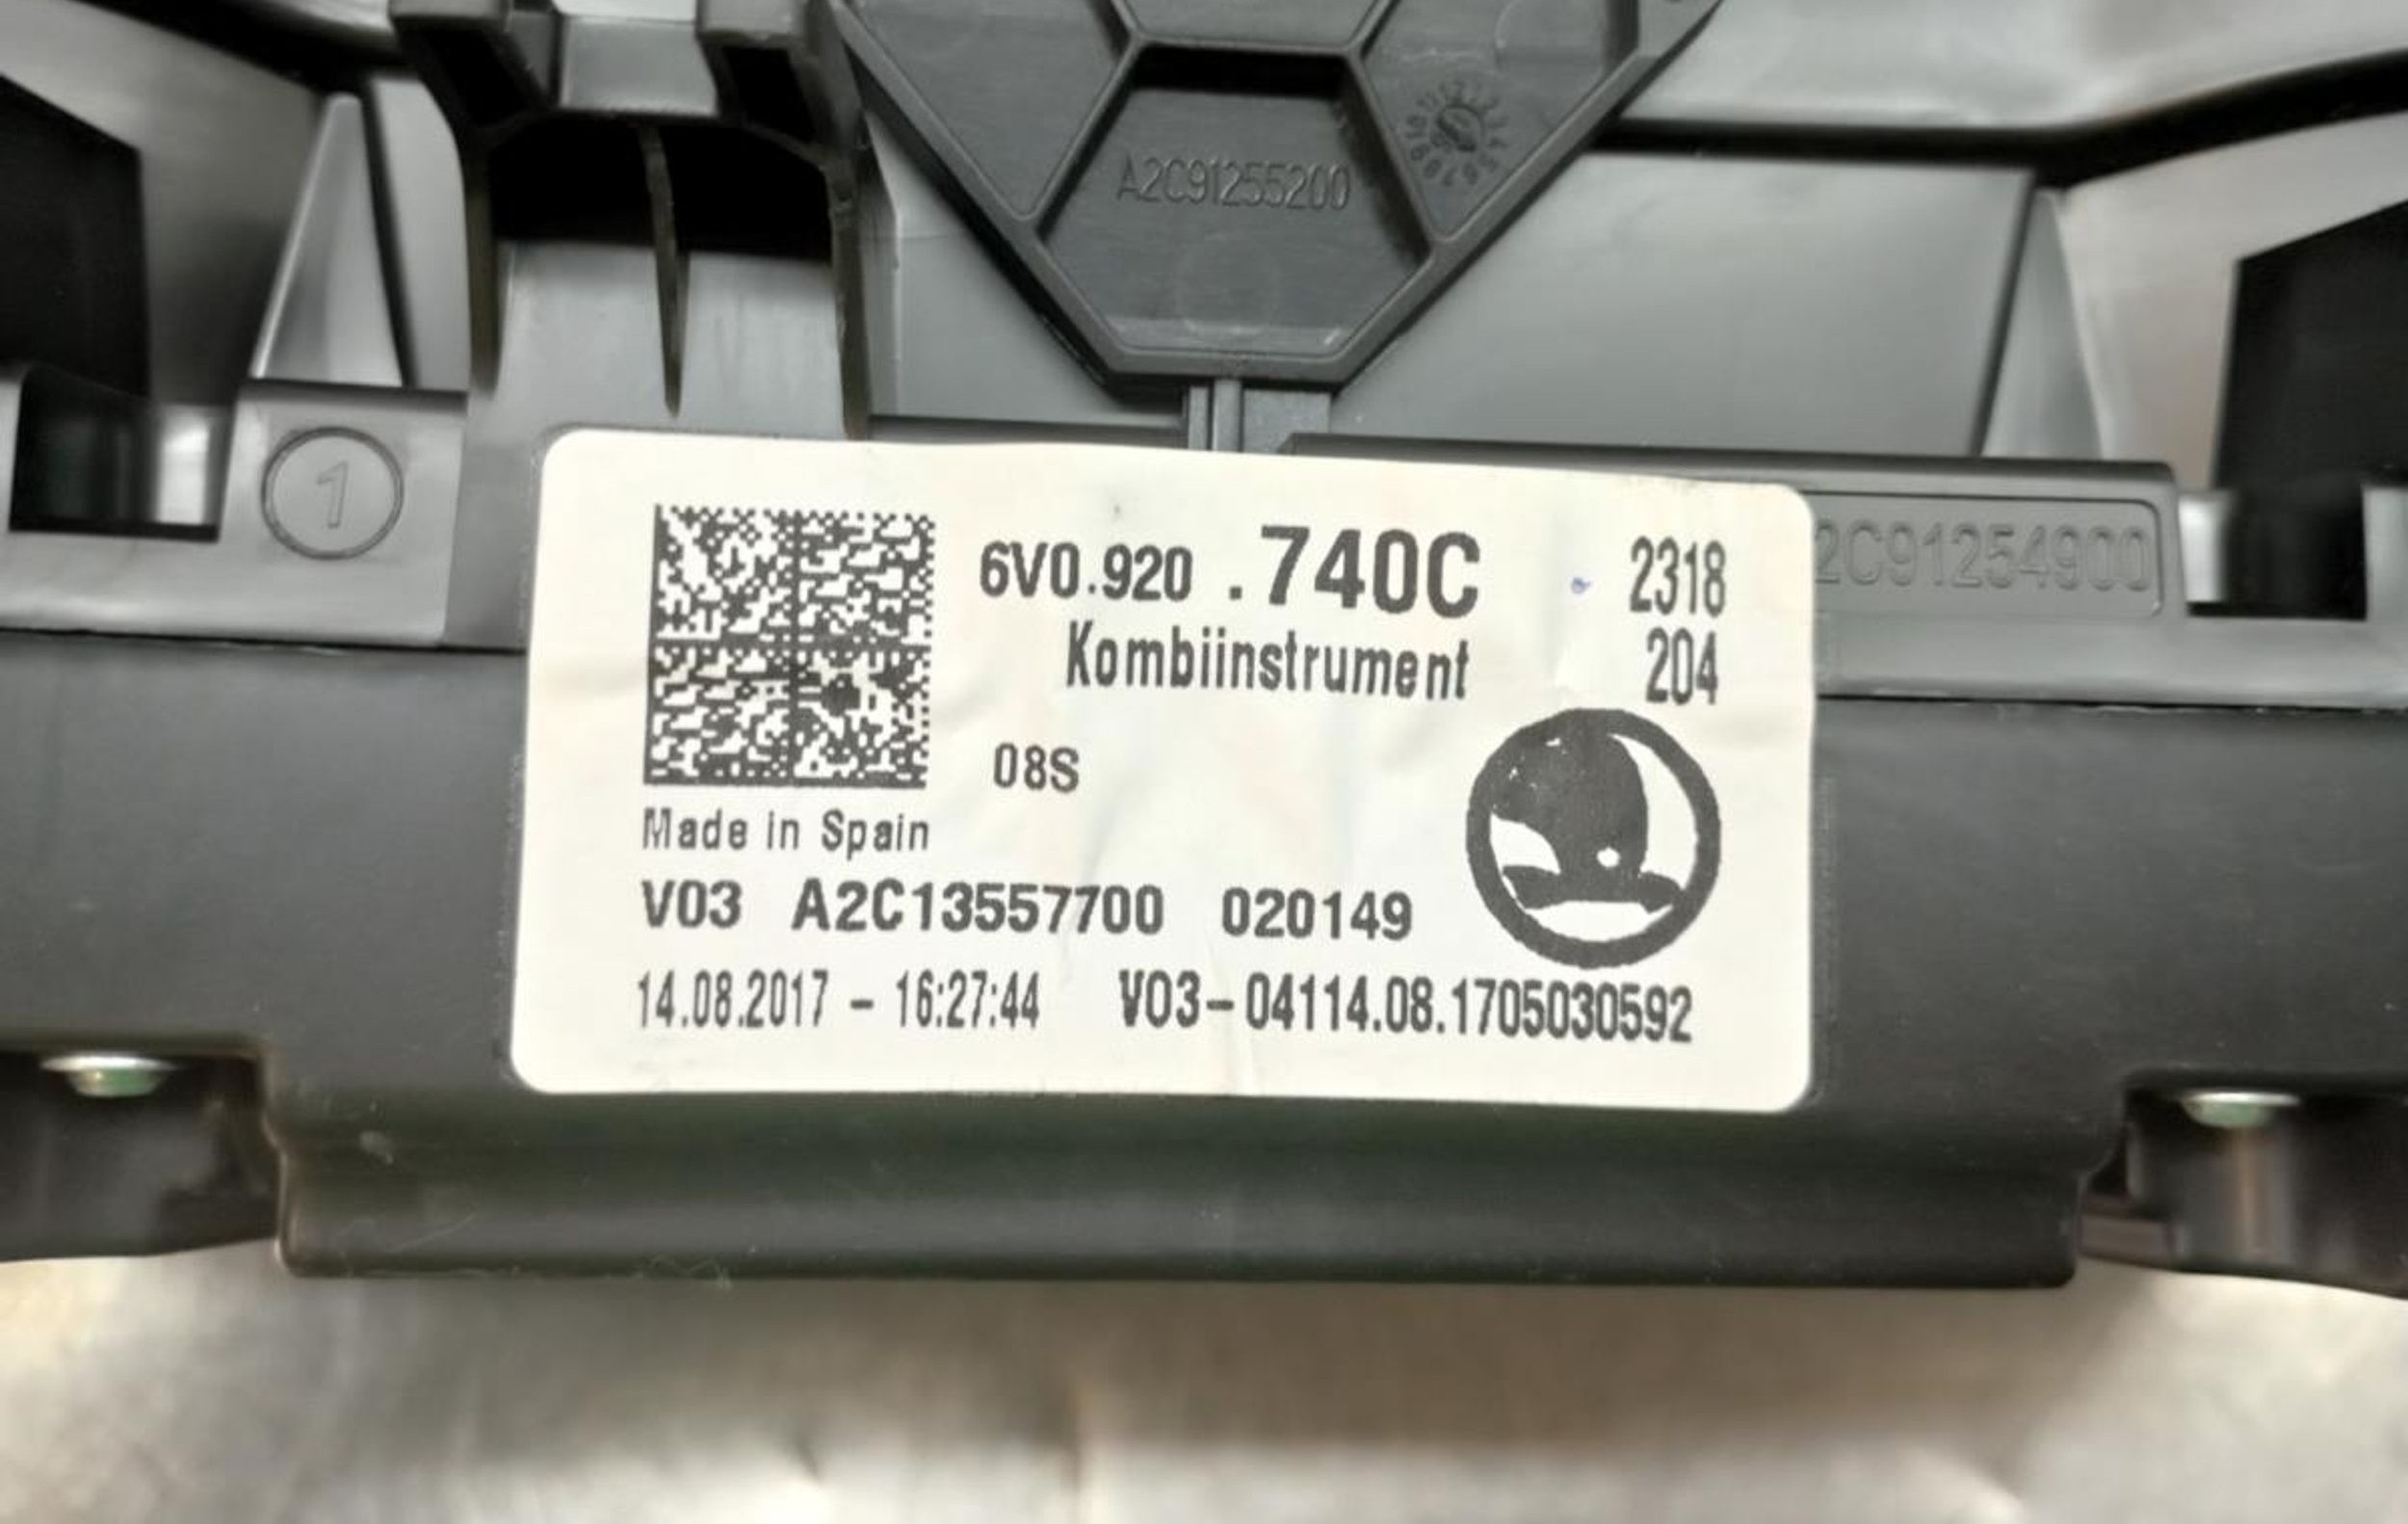 A2C91255200
1
6V0.920 .740C 2318
2C91254900
Kombiinstrument 204
08S
Made in Spain
V03 A2C13557700 020149
14.08.2017 - 16:27:44 V03-04114.08.1705030592